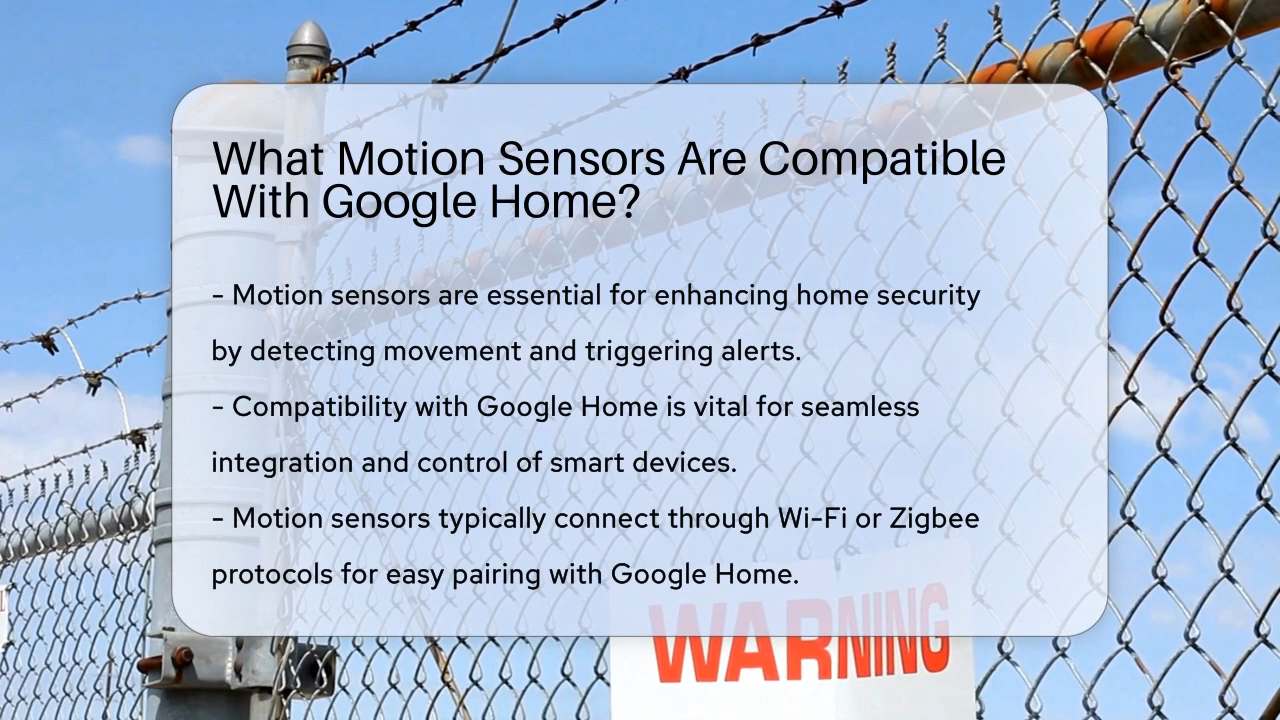 What Motion Sensors Are Compatible
With Google Home?
– Motion sensors are essential for enhancing home security
by detecting movement and triggering alerts.
– Compatibility with Google Home is vital for seamless
integration and control of smart devices.
– Motion sensors typically connect through Wi-Fi or Zigbee
protocols for easy pairing with Google Home.
WARNING